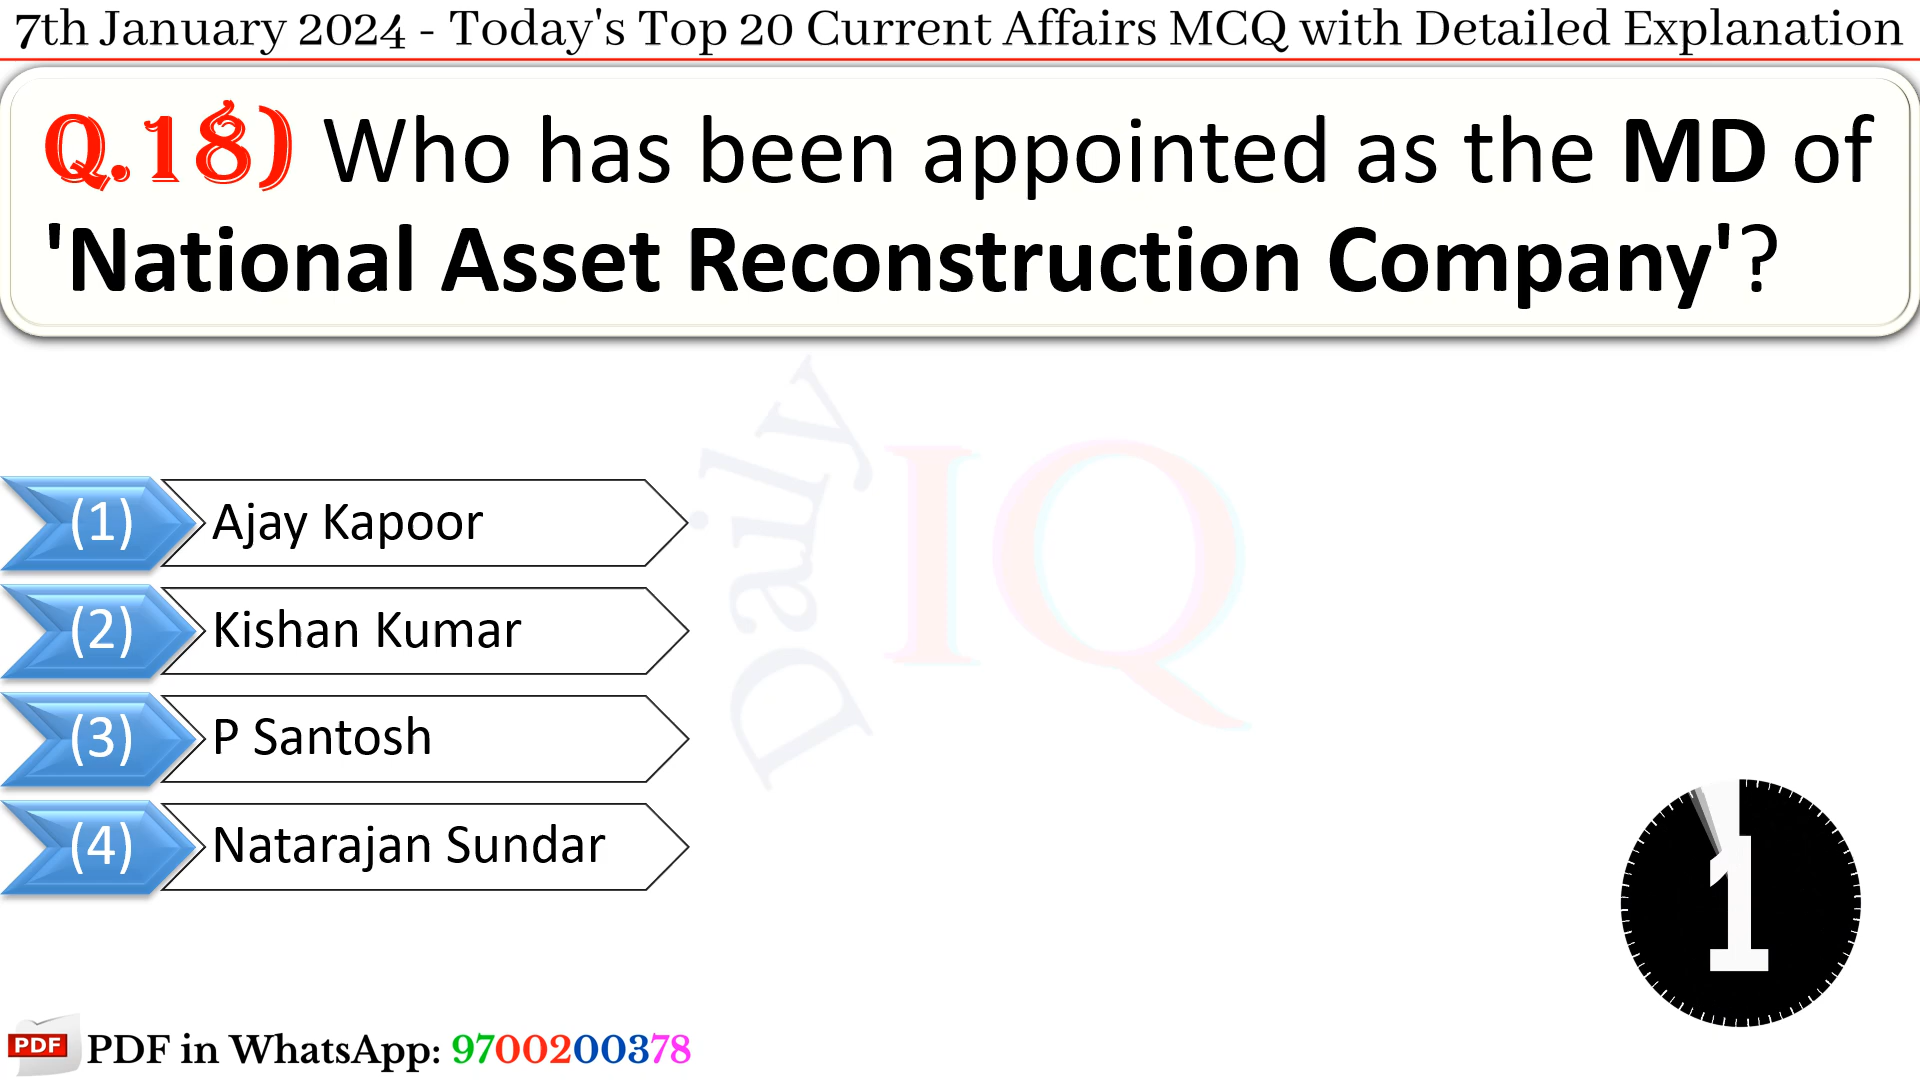 7th January 2024 - Today's Top 20 Current Affairs MCQ with Detailed Explanation
Q.18) Who has been appointed as the MD of
'National Asset Reconstruction Company'?
Daily IQ
(1) Ajay Kapoor
(2) Kishan Kumar
(3) P Santosh
(4) Natarajan Sundar
1
PDF PDF in WhatsApp: 9700200378